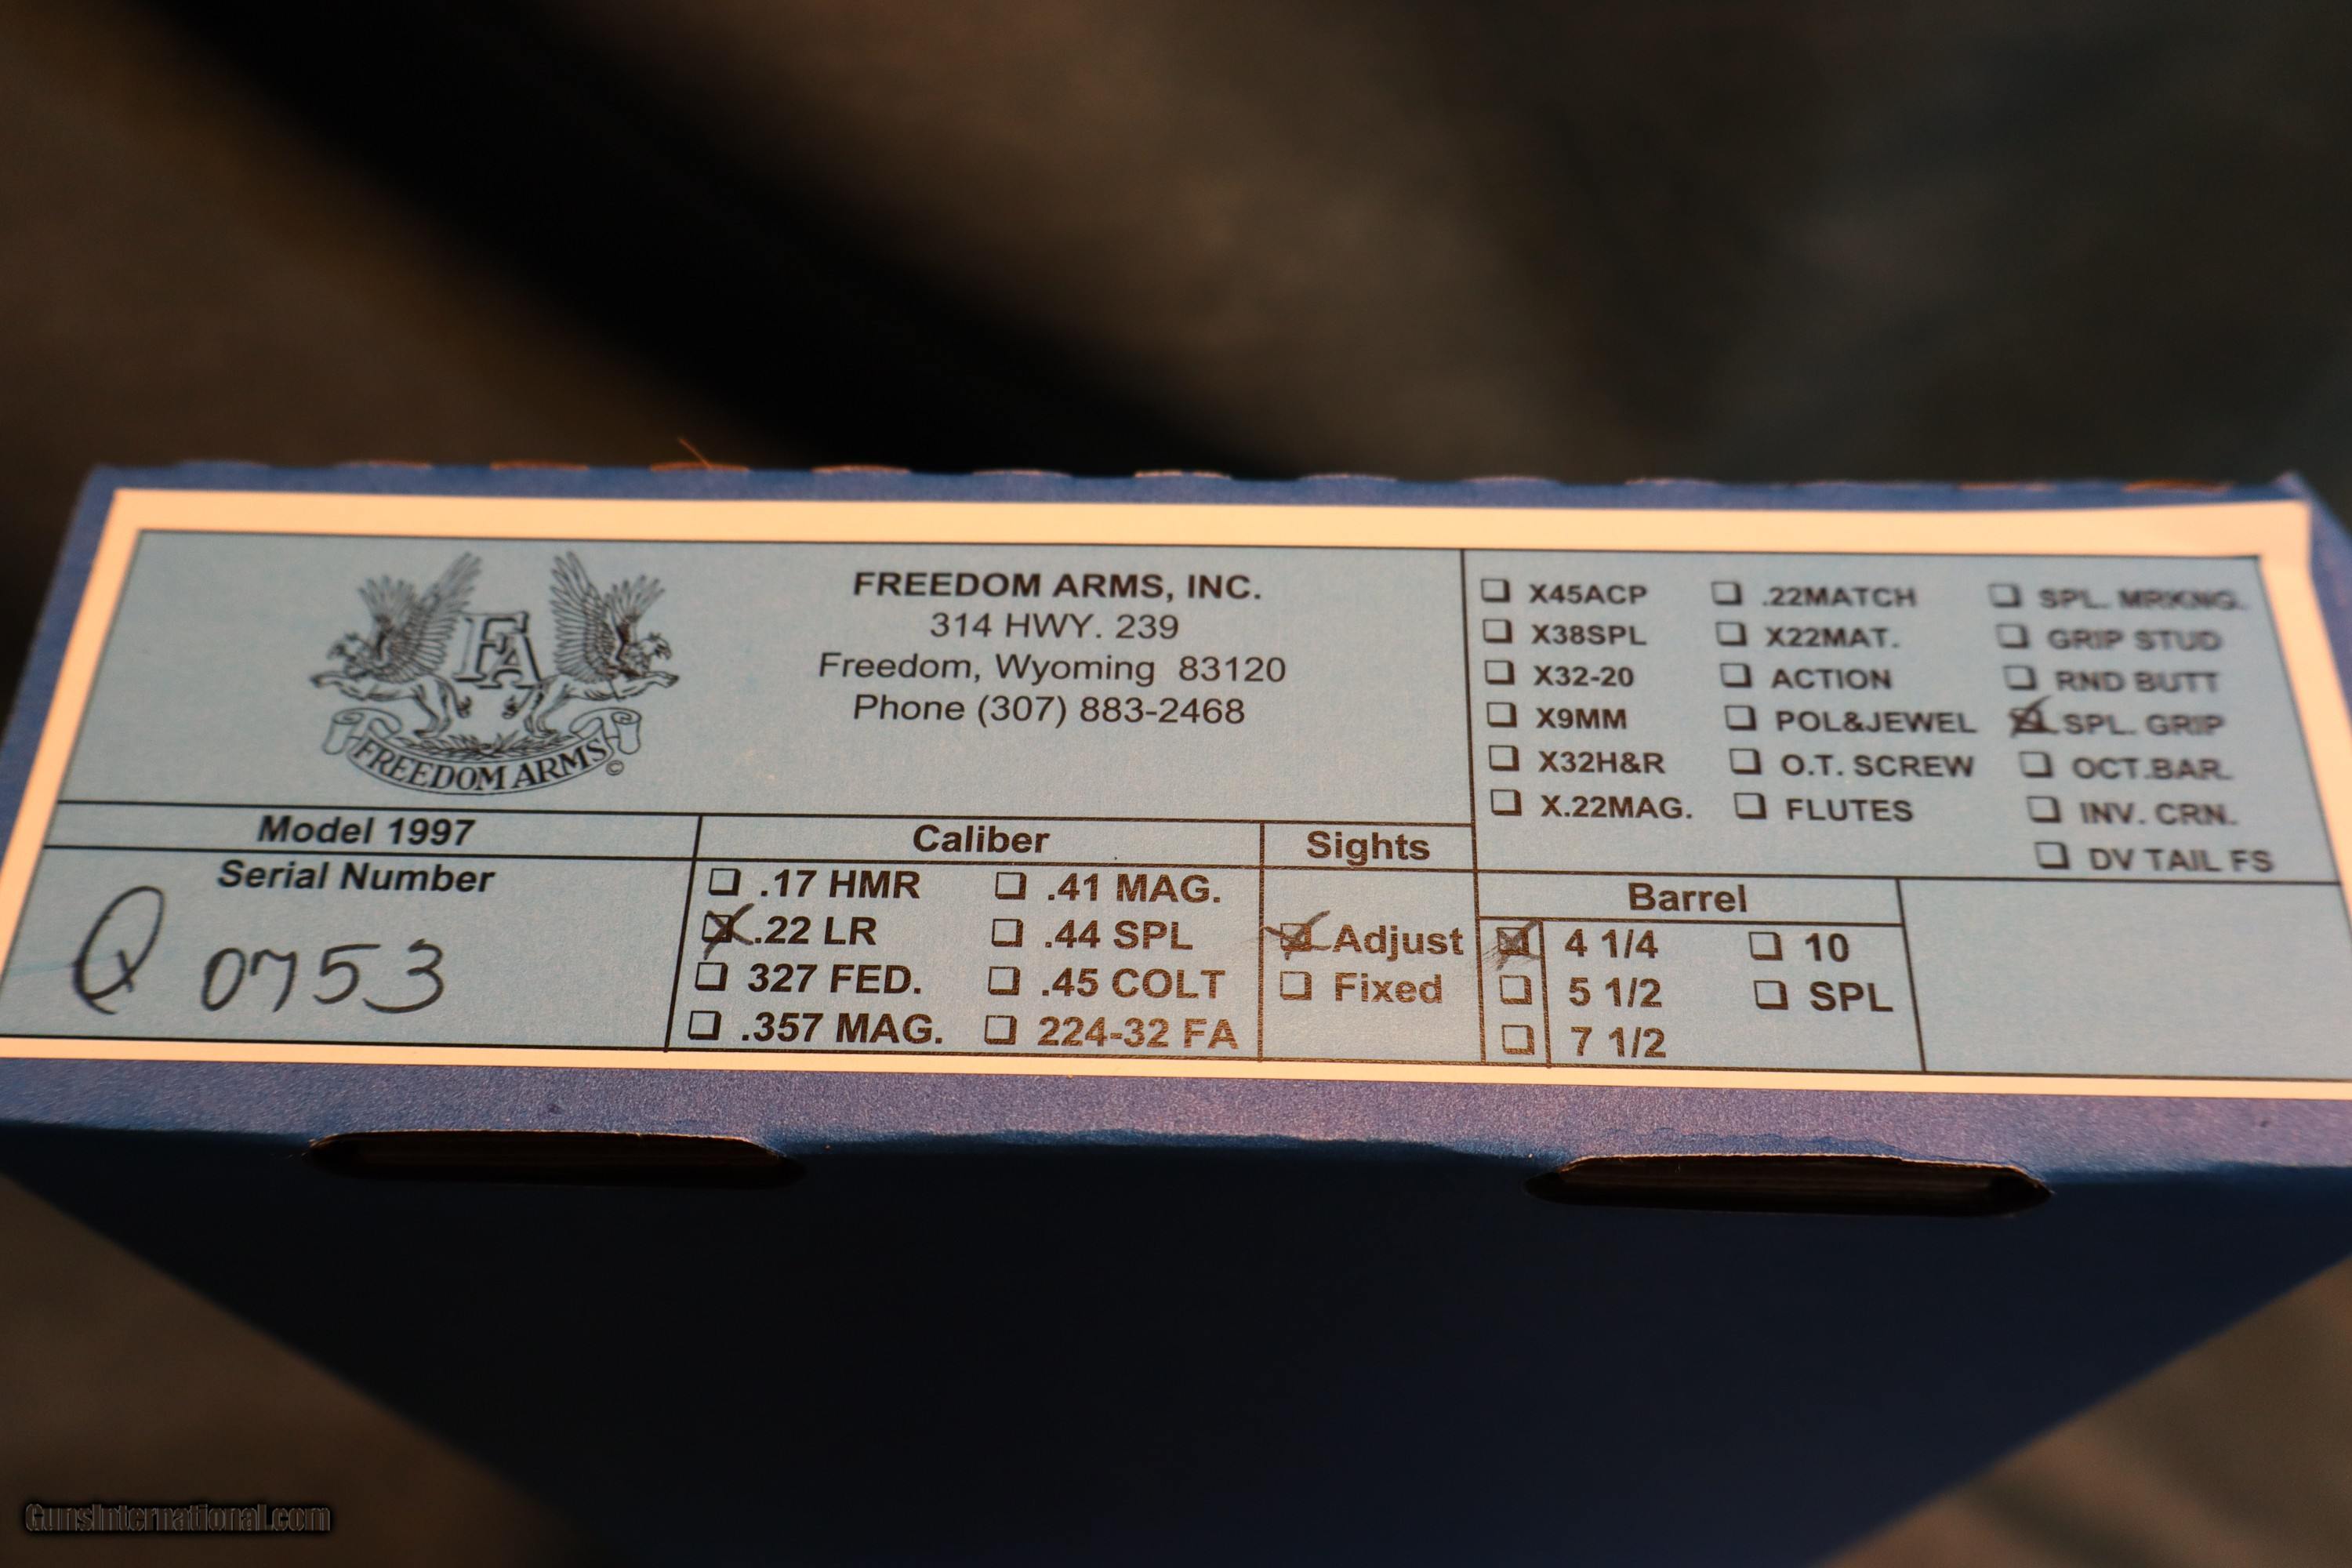 FA
FREEDOM ARMS©
FREEDOM ARMS, INC.
314 HWY. 239
Freedom, Wyoming 83120
Phone (307) 883-2468
X45ACP .22MATCH SPL. MRKNG.
X38SPL X22MAT. GRIP STUD
X32-20 ACTION RND BUTT
X9MM POL&JEWEL SPL. GRIP
X32H&R O.T. SCREW OCT.BAR.
X.22MAG. FLUTES INV. CRN.
DV TAIL FS
Model 1997
Serial Number
Q 0753
Caliber
.17 HMR .41 MAG.
.22 LR .44 SPL
327 FED. .45 COLT
.357 MAG. 224-32 FA
Sights
Adjust
Fixed
Barrel
4 1/4 10
5 1/2 SPL
7 1/2
GunsInternational.com